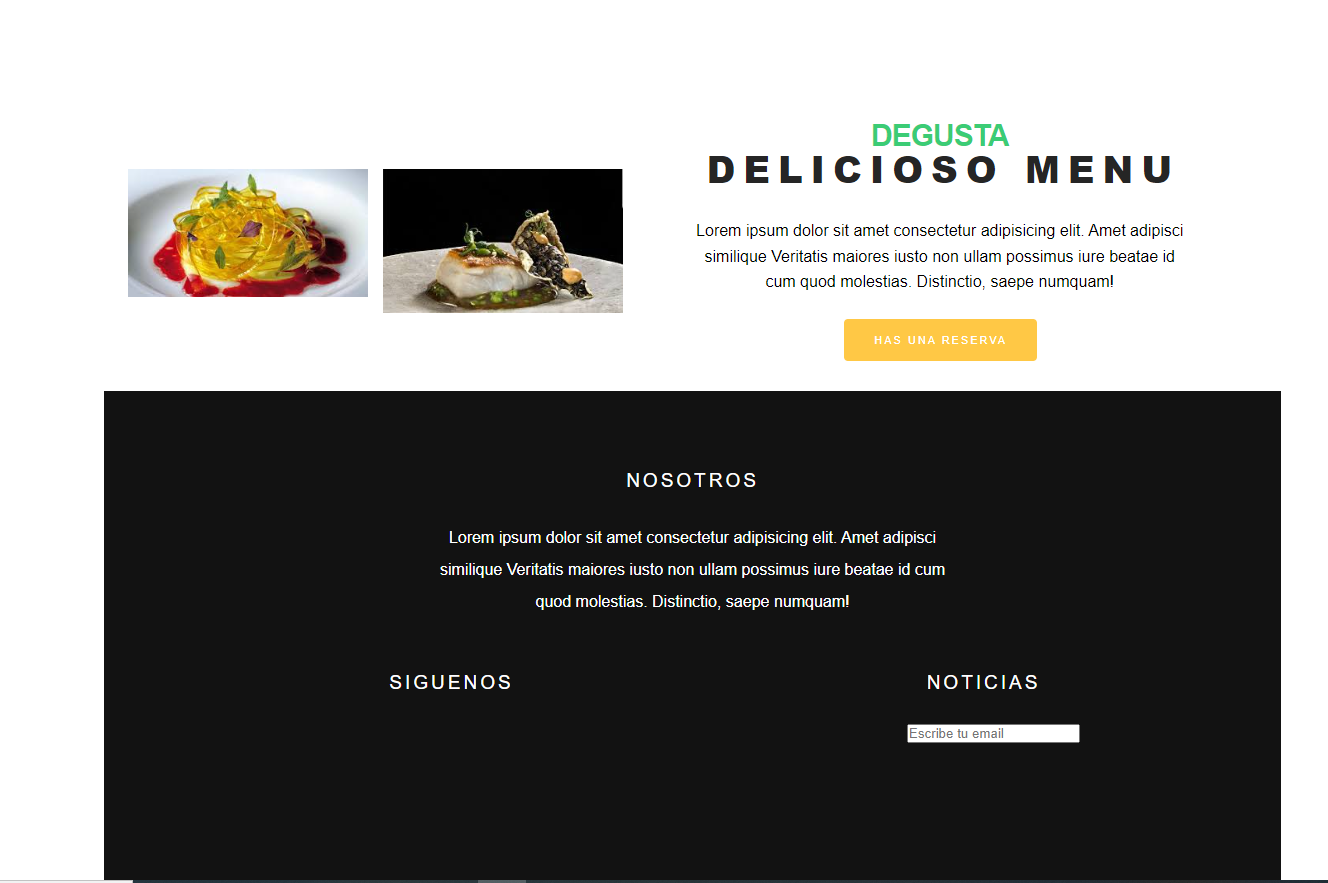 DEGUSTA
DELICIOSO MENU
Lorem ipsum dolor sit amet consectetur adipisicing elit. Amet adipisci
similique Veritatis maiores iusto non ullam possimus iure beatae id
cum quod molestias. Distinctio, saepe numquam!
HAS UNA RESERVA
NOSOTROS
Lorem ipsum dolor sit amet consectetur adipisicing elit. Amet adipisci
similique Veritatis maiores iusto non ullam possimus iure beatae id cum
quod molestias. Distinctio, saepe numquam!
SIGUENOS
NOTICIAS
Escribe tu email